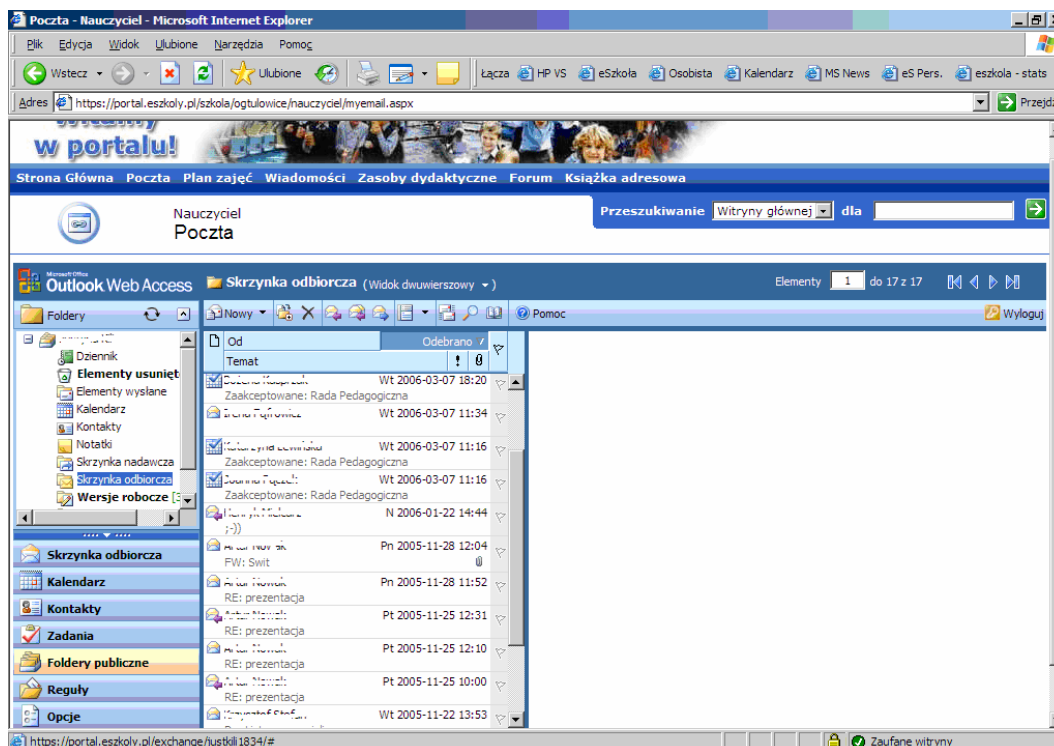 Poczta - Nauczyciel - Microsoft Internet Explorer
Plik Edycja Widok Ulubione Narzędzia Pomoc
Wstecz Ulubione Łącza HP VS eSzkoła Osobista Kalendarz MS News eS Pers. eszkola - stats
Adres https://portal.eszkoly.pl/szkola/ogtulowice/nauczyciel/myemail.aspx Przejdź
w portalu!
Strona Główna Poczta Plan zajęć Wiadomości Zasoby dydaktyczne Forum Książka adresowa
Nauczyciel
Poczta
Przeszukiwanie Witryny głównej dla
Microsoft Office
Outlook Web Access
Skrzynka odbiorcza (Widok dwuwierszowy)
Elementy 1 do 17 z 17
Foldery
Nowy Pomoc Wyloguj
Dziennik
Elementy usunięt
Elementy wysłane
Kalendarz
Kontakty
Notatki
Skrzynka nadawcza
Skrzynka odbiorcza
Wersje robocze [3
Skrzynka odbiorcza
Kalendarz
Kontakty
Zadania
Foldery publiczne
Reguły
Opcje
Od Odebrano
Temat
Wt 2006-03-07 18:20
Zaakceptowane: Rada Pedagogiczna
Wt 2006-03-07 11:34
Wt 2006-03-07 11:16
Zaakceptowane: Rada Pedagogiczna
Wt 2006-03-07 11:16
Zaakceptowane: Rada Pedagogiczna
N 2006-01-22 14:44
;-))
Pn 2005-11-28 12:04
FW: Swit
Pn 2005-11-28 11:52
RE: prezentacja
Pt 2005-11-25 12:31
RE: prezentacja
Pt 2005-11-25 12:10
RE: prezentacja
Pt 2005-11-25 10:00
RE: prezentacja
Wt 2005-11-22 13:53
https://portal.eszkoly.pl/exchange/justkili1834/# Zaufane witryny